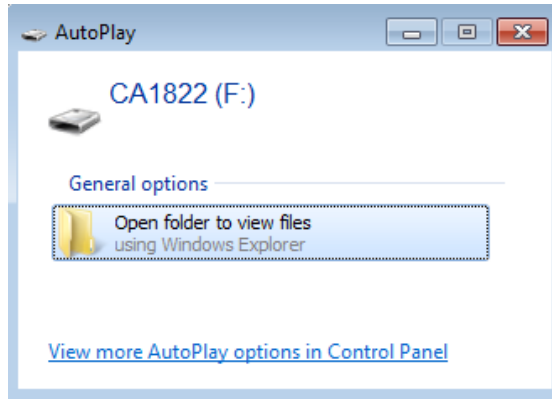 AutoPlay
CA1822 (F:)
General options
Open folder to view files
using Windows Explorer
View more AutoPlay options in Control Panel